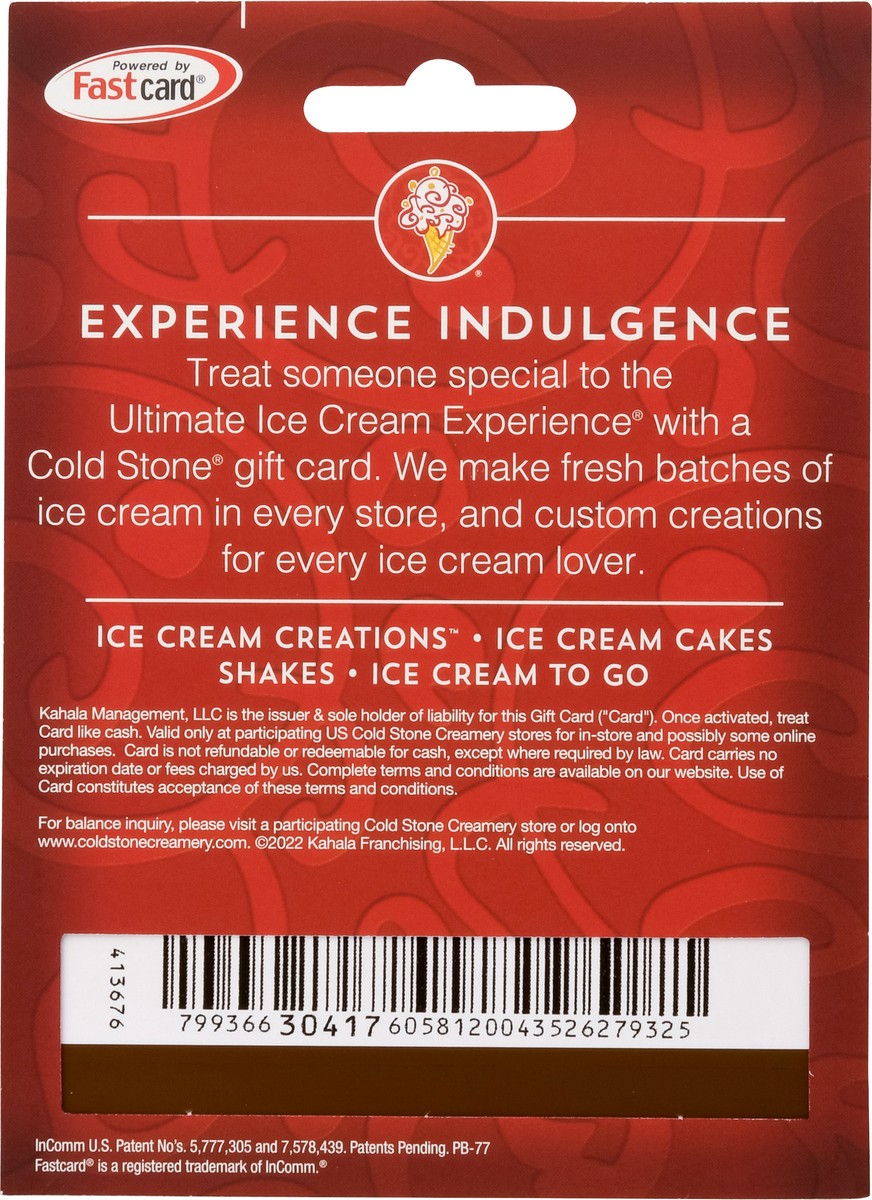 Powered by
Fastcard®
®
EXPERIENCE INDULGENCE
Treat someone special to the
Ultimate Ice Cream Experience® with a
Cold Stone® gift card. We make fresh batches of
ice cream in every store, and custom creations
for every ice cream lover.
ICE CREAM CREATIONS™ • ICE CREAM CAKES
SHAKES • ICE CREAM TO GO
Kahala Management, LLC is the issuer & sole holder of liability for this Gift Card ("Card"). Once activated, treat
Card like cash. Valid only at participating US Cold Stone Creamery stores for in-store and possibly some online
purchases. Card is not refundable or redeemable for cash, except where required by law. Card carries no
expiration date or fees charged by us. Complete terms and conditions are available on our website. Use of
Card constitutes acceptance of these terms and conditions.
For balance inquiry, please visit a participating Cold Stone Creamery store or log onto
www.coldstonecreamery.com. ©2022 Kahala Franchising, L.L.C. All rights reserved.
413676
799366 30417 6058120043526279325
InComm U.S. Patent No's. 5,777,305 and 7,578,439. Patents Pending. PB-77
Fastcard® is a registered trademark of InComm.®